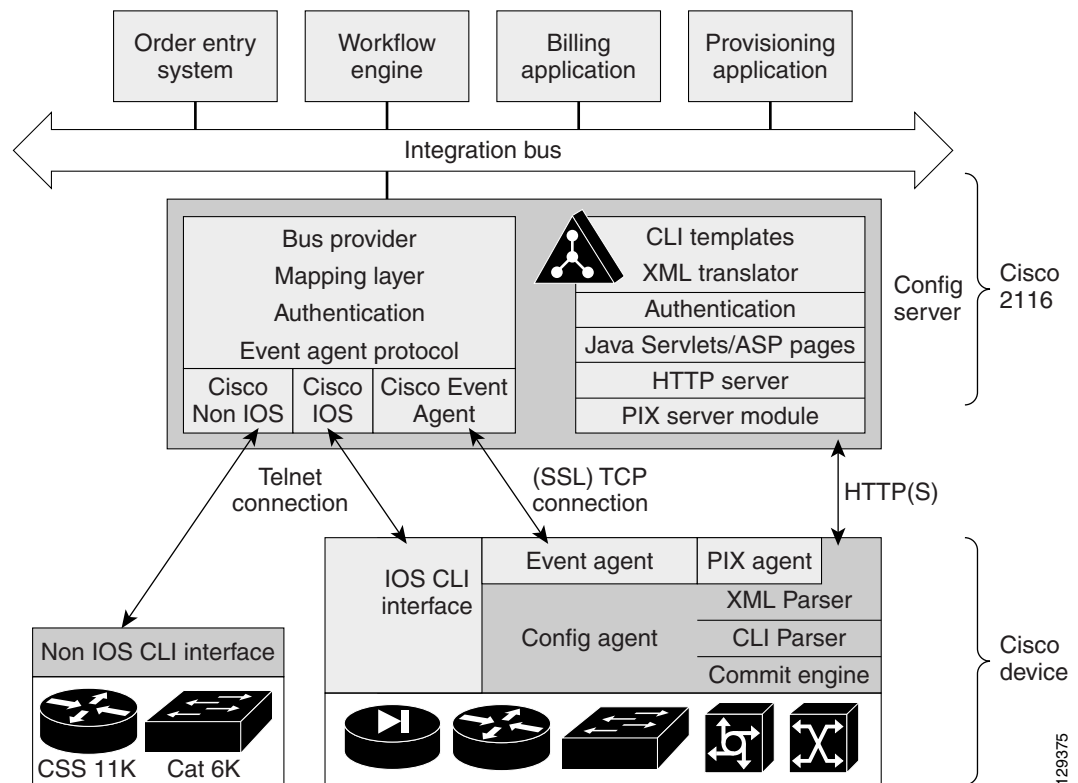 Order entry
system
Workflow
engine
Billing
application
Provisioning
application
Integration bus
Bus provider
Mapping layer
Authentication
Event agent protocol
Cisco
Non IOS
Cisco
IOS
Cisco Event
Agent
CLI templates
XML translator
Authentication
Java Servlets/ASP pages
HTTP server
PIX server module
Config
server
Cisco
2116
Telnet
connection
(SSL) TCP
connection
HTTP(S)
Non IOS CLI interface
CSS 11K
Cat 6K
IOS CLI
interface
Event agent
PIX agent
Config agent
XML Parser
CLI Parser
Commit engine
Cisco
device
129375